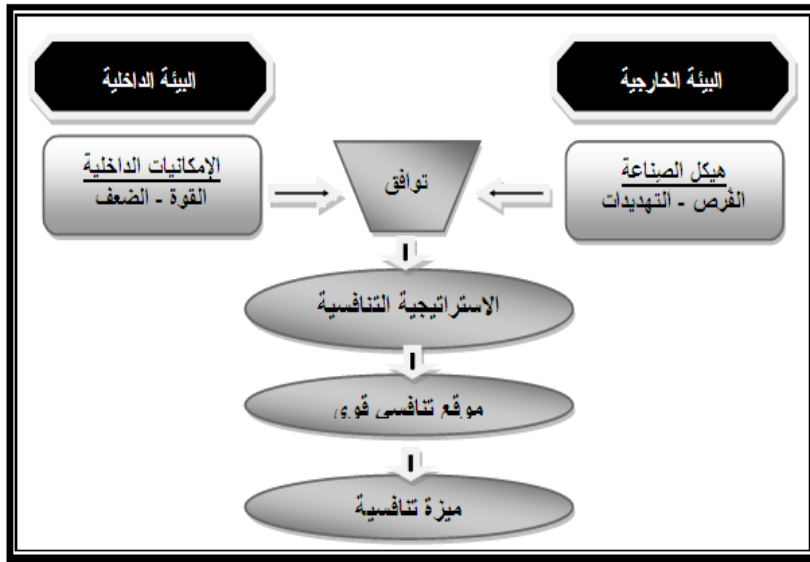 البيئة الخارجية
البيئة الداخلية
هيكل الصناعة
الفرص - التهديدات
توافق
الإمكانيات الداخلية
القوة - الضعف
الاستراتيجية التنافسية
موقع تنافسي قوي
ميزة تنافسية